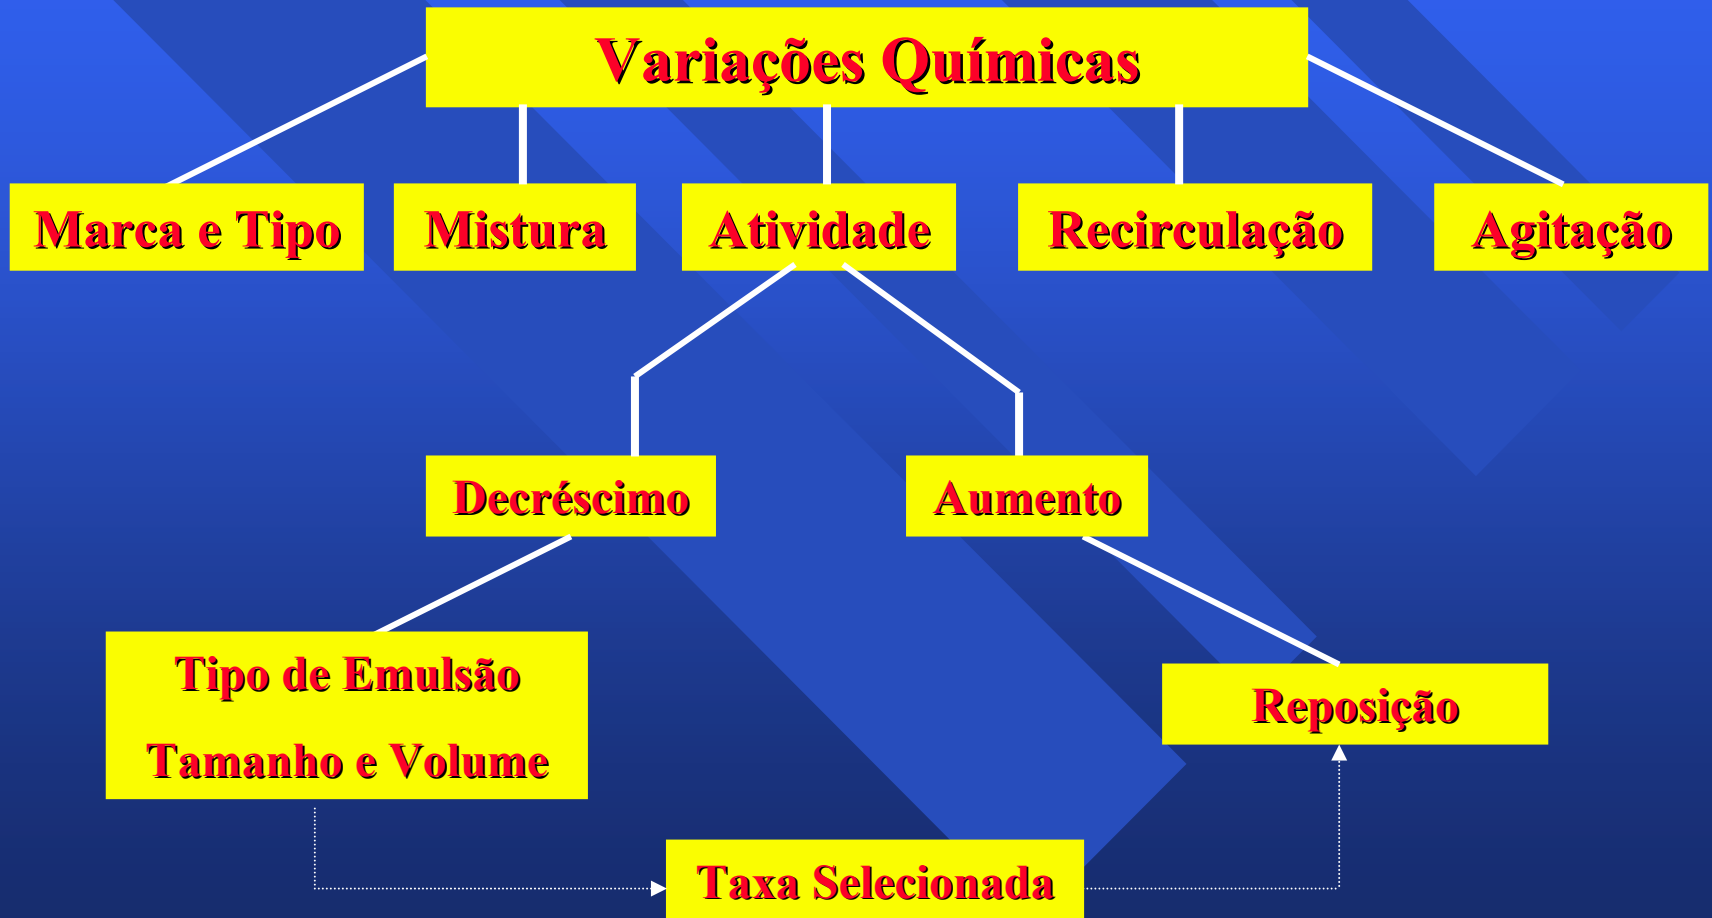 Variações Químicas
Marca e Tipo
Mistura
Atividade
Recirculação
Agitação
Decréscimo
Aumento
Tipo de Emulsão
Tamanho e Volume
Reposição
Taxa Selecionada